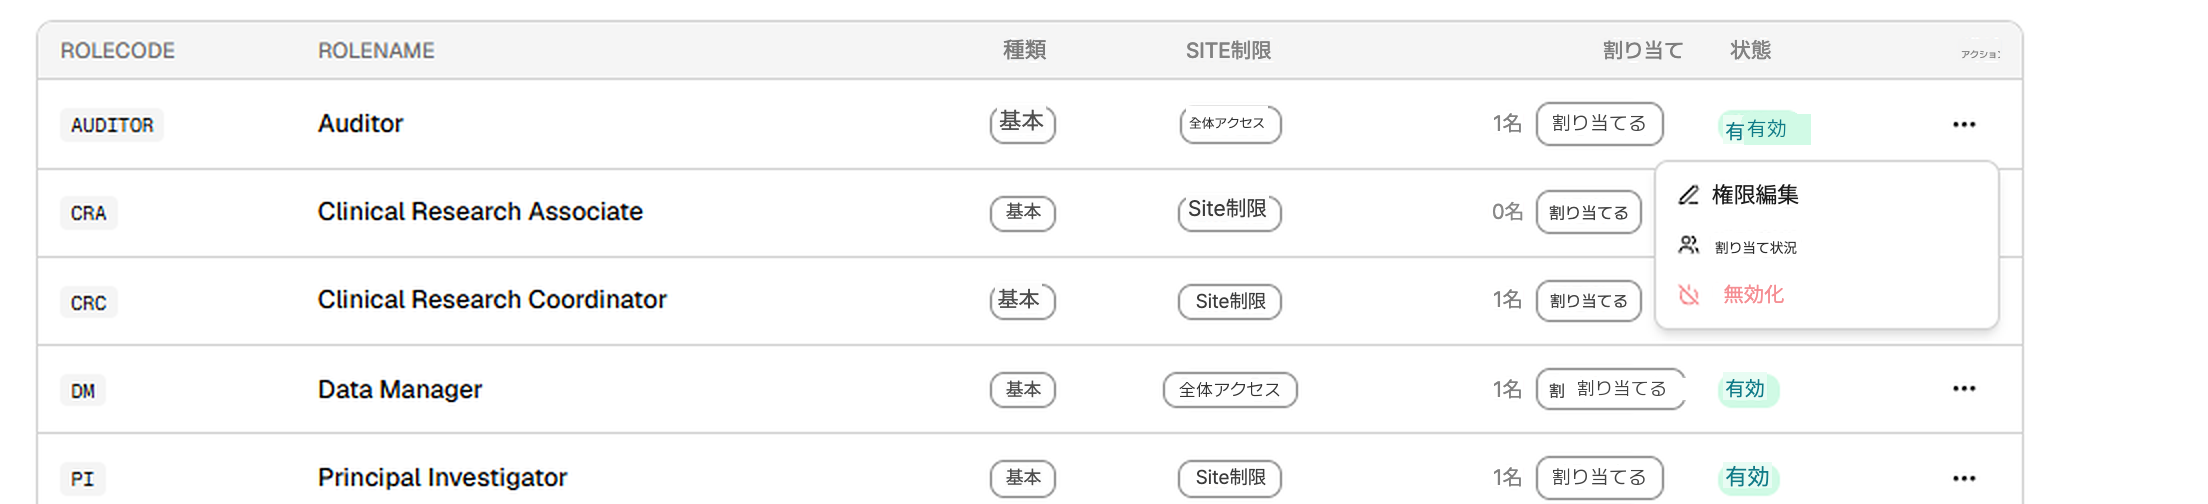 ROLECODE ROLENAME 種類 SITE制限 割り当て 状態 アクショ
AUDITOR Auditor 基本 全体アクセス 1名 割り当てる 有有効
CRA Clinical Research Associate 基本 Site制限 0名 割り当てる
権限編集
割り当て状況
無効化
CRC Clinical Research Coordinator 基本 Site制限 1名 割り当てる
DM Data Manager 基本 全体アクセス 1名 割 割り当てる 有効
PI Principal Investigator 基本 Site制限 1名 割り当てる 有効